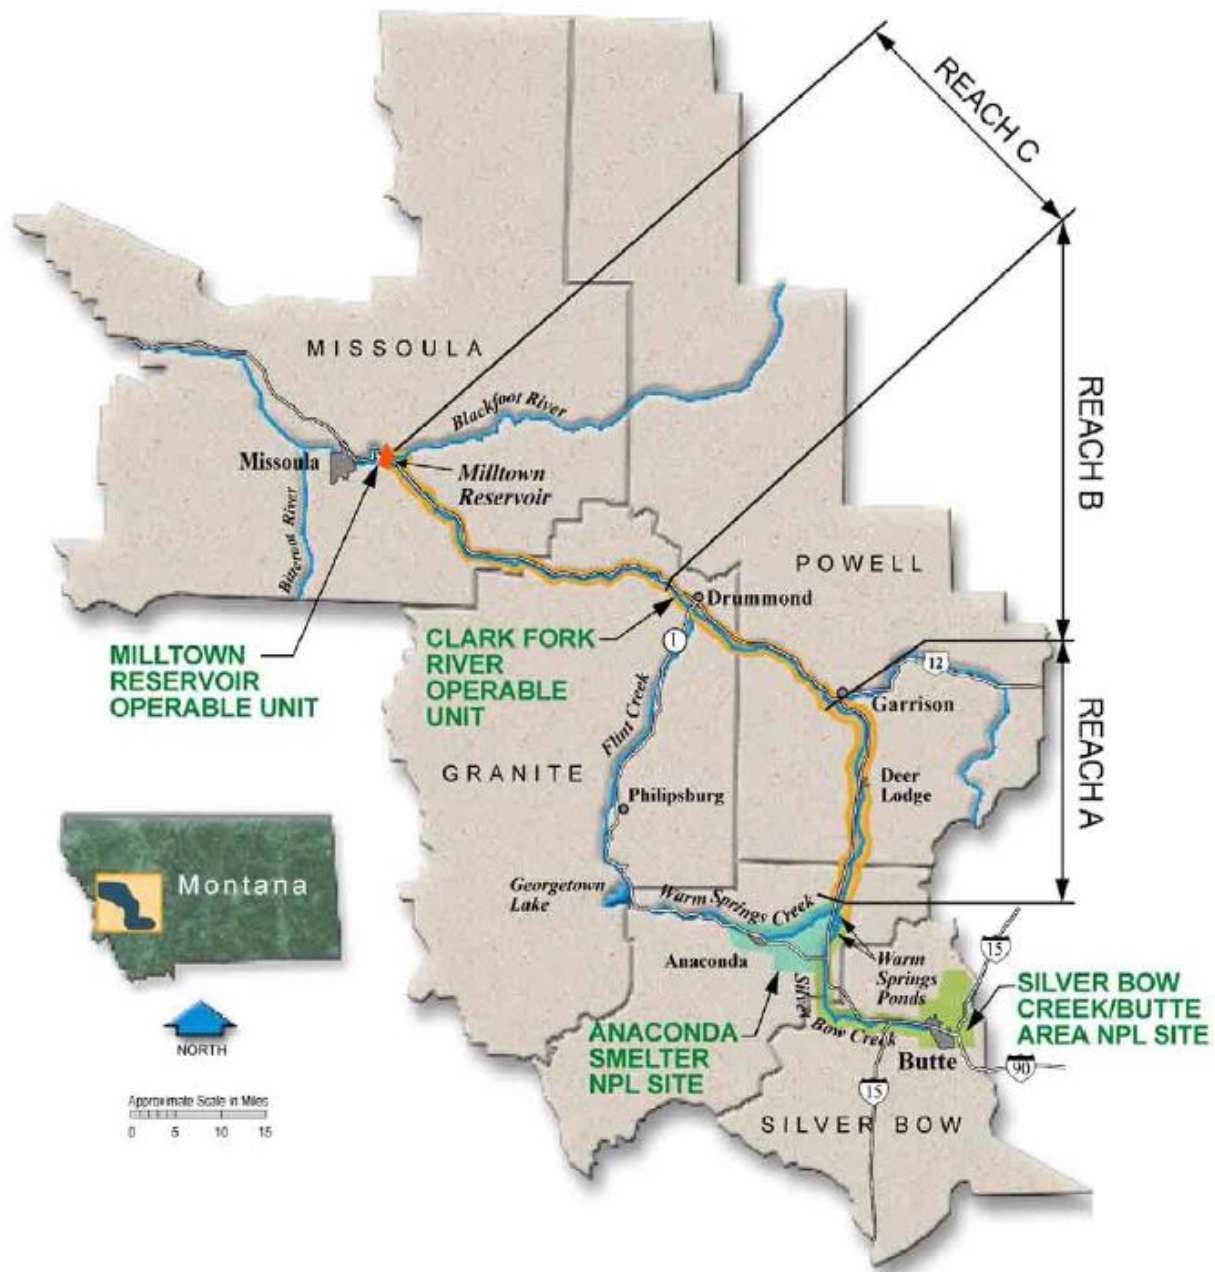 REACH C
REACH B
REACH A
MISSOULA
Blackfoot River
Missoula
Milltown
Reservoir
Bitterroot River
POWELL
Drummond
MILLTOWN
RESERVOIR
OPERABLE UNIT
CLARK FORK
RIVER
OPERABLE
UNIT
1
12
Garrison
Flint Creek
GRANITE
Deer
Lodge
Philipsburg
Montana
Georgetown
Lake
Warm Springs Creek
Anaconda
Warm
Springs
Ponds
15
SILVER BOW
CREEK/BUTTE
AREA NPL SITE
Silver
Bow Creek
ANACONDA
SMELTER
NPL SITE
Butte
90
15
NORTH
SILVER BOW
Approximate Scale in Miles
0 5 10 15